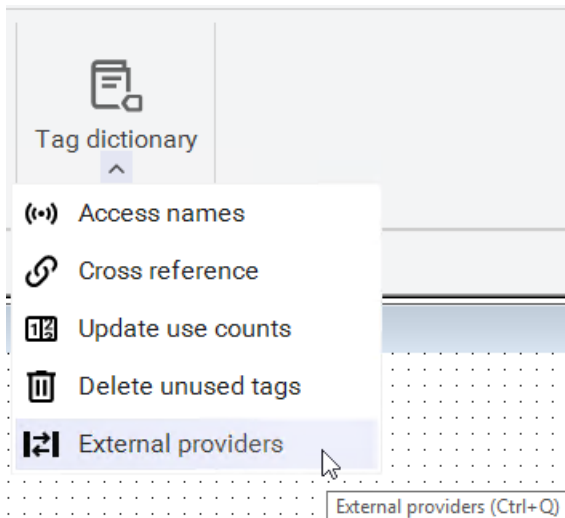 Tag dictionary
Access names
Cross reference
Update use counts
Delete unused tags
External providers
External providers (Ctrl+Q)